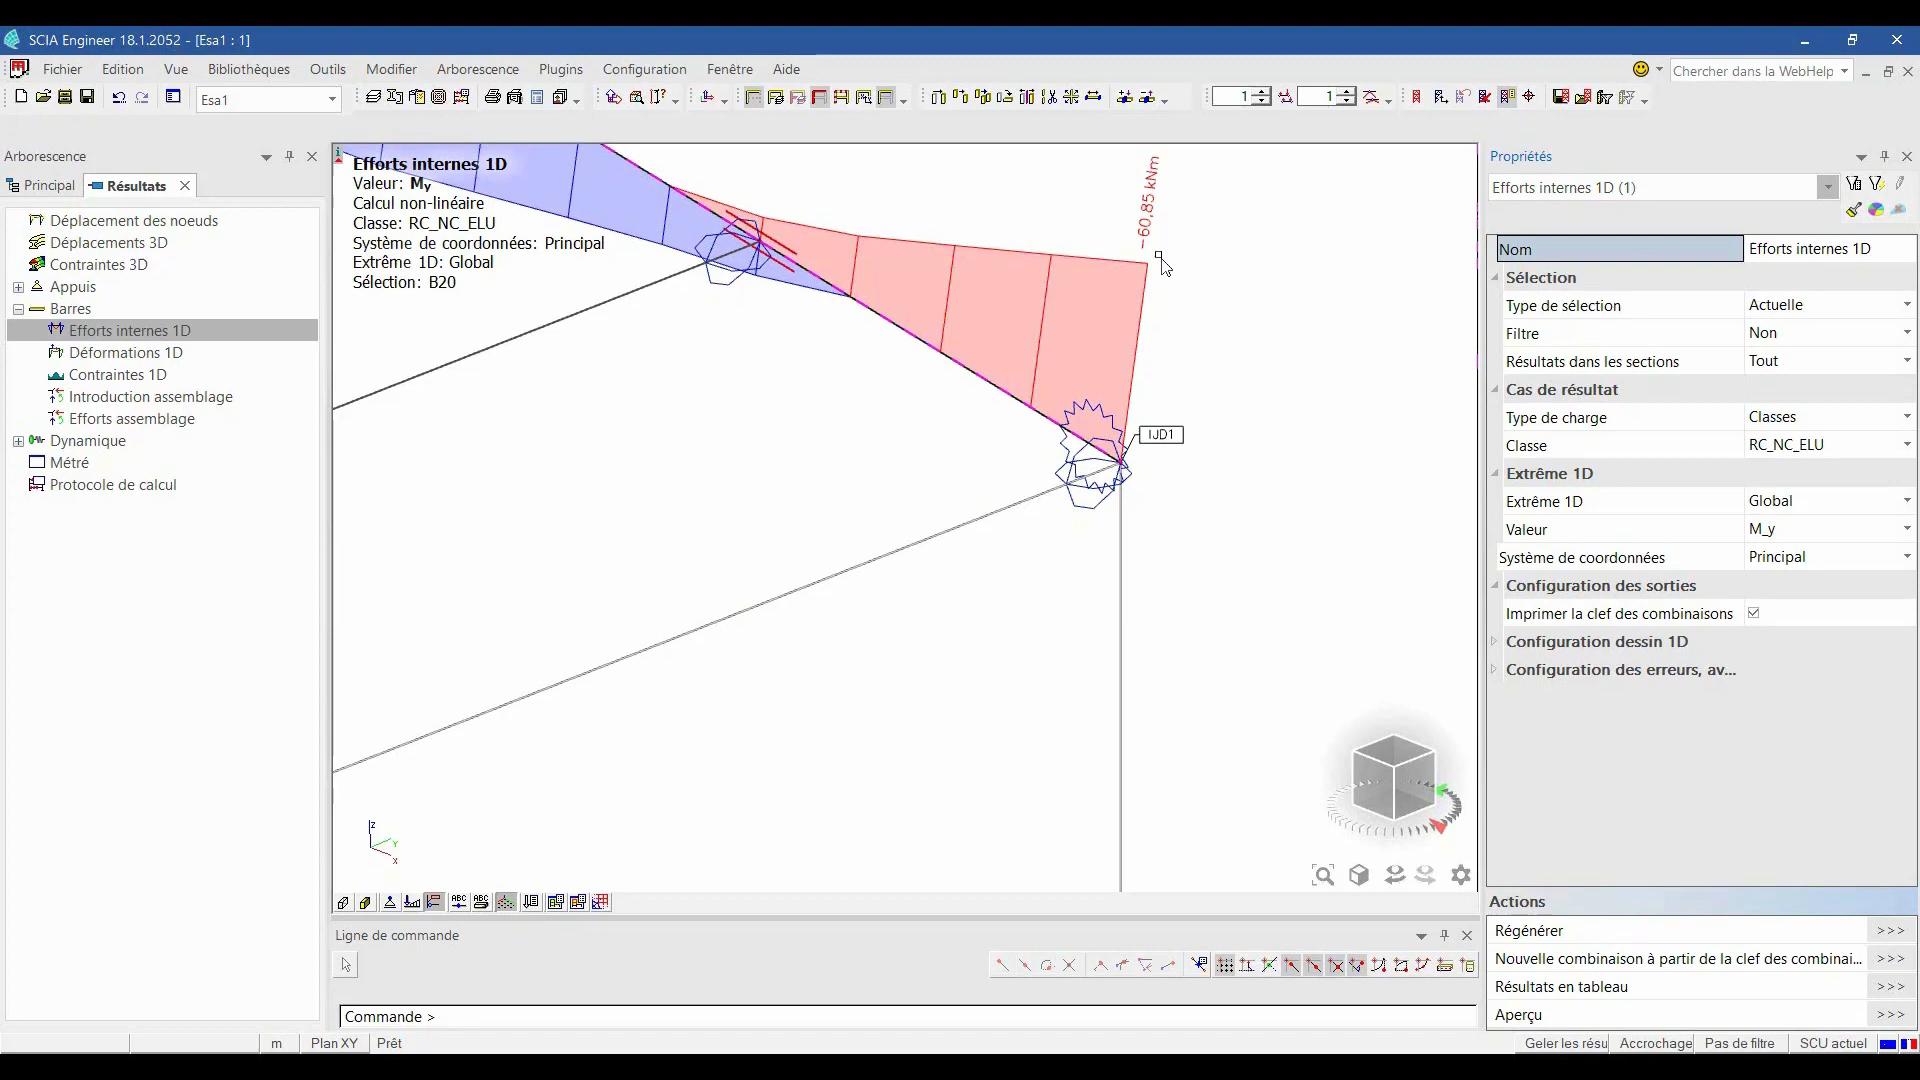 SCIA Engineer 18.1.2052 - [Esa1 : 1]
Fichier Edition Vue Bibliothèques Outils Modifier Arborescence Plugins Configuration Fenêtre Aide
Chercher dans la WebHelp
Esa1
1
1
Arborescence
Principal
Résultats
Déplacement des noeuds
Déplacements 3D
Contraintes 3D
Appuis
Barres
Efforts internes 1D
Déformations 1D
Contraintes 1D
Introduction assemblage
Efforts assemblage
Dynamique
Métré
Protocole de calcul
Efforts internes 1D
Valeur: My
Calcul non-linéaire
Classe: RC_NC_ELU
Système de coordonnées: Principal
Extrême 1D: Global
Sélection: B20
-60,85 kNm
IJD1
Z
Y
X
ABC
ABC
Ligne de commande
Commande >
Propriétés
Efforts internes 1D (1)
Nom Efforts internes 1D
Sélection
Type de sélection Actuelle
Filtre Non
Résultats dans les sections Tout
Cas de résultat
Type de charge Classes
Classe RC_NC_ELU
Extrême 1D
Extrême 1D Global
Valeur M_y
Système de coordonnées Principal
Configuration des sorties
Imprimer la clef des combinaisons
Configuration dessin 1D
Configuration des erreurs, av...
Actions
Régénérer >>>
Nouvelle combinaison à partir de la clef des combinai... >>>
Résultats en tableau >>>
Aperçu >>>
m Plan XY Prêt
Geler les résu Accrochage Pas de filtre SCU actuel